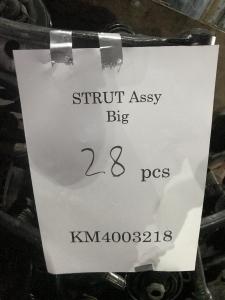 STRUT Assy
Big
28 pcs
KM4003218